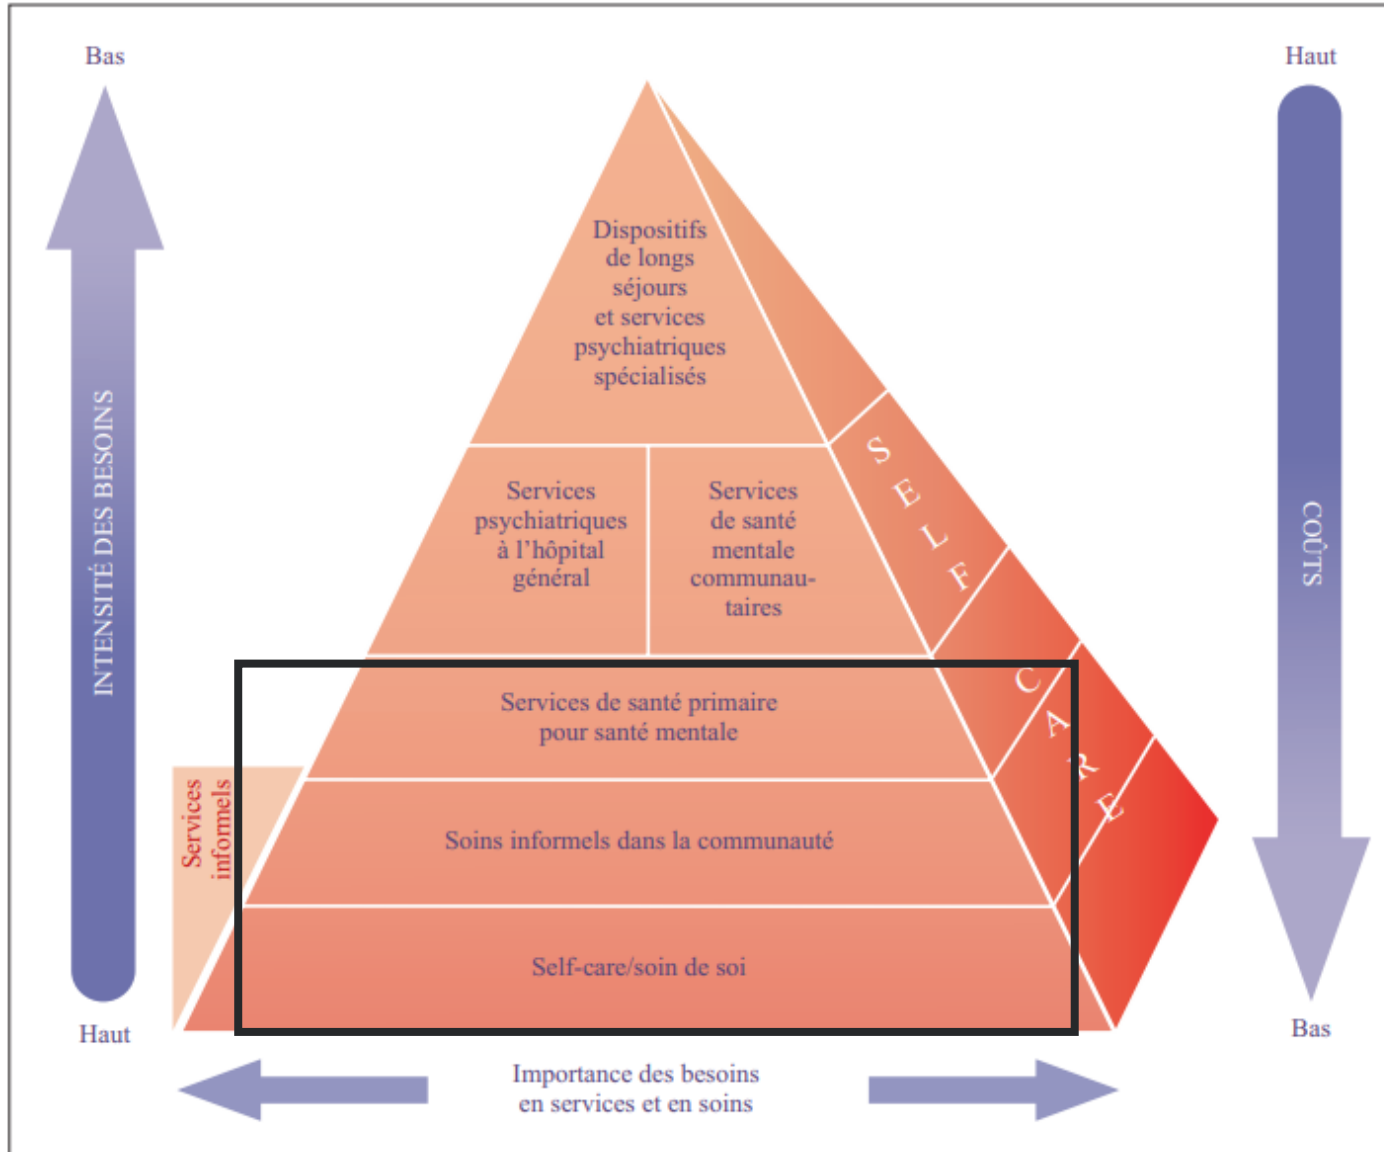 Bas
Haut
Dispositifs
de longs
séjours
et services
psychiatriques
spécialisés
INTENSITÉ DES BESOINS
COÛTS
SELF
CARE
Services
psychiatriques
à l'hôpital
général
Services
de santé
mentale
communau-
taires
Services de santé primaire
pour santé mentale
Services
informels
Soins informels dans la communauté
Self-care/soin de soi
Haut
Bas
Importance des besoins
en services et en soins